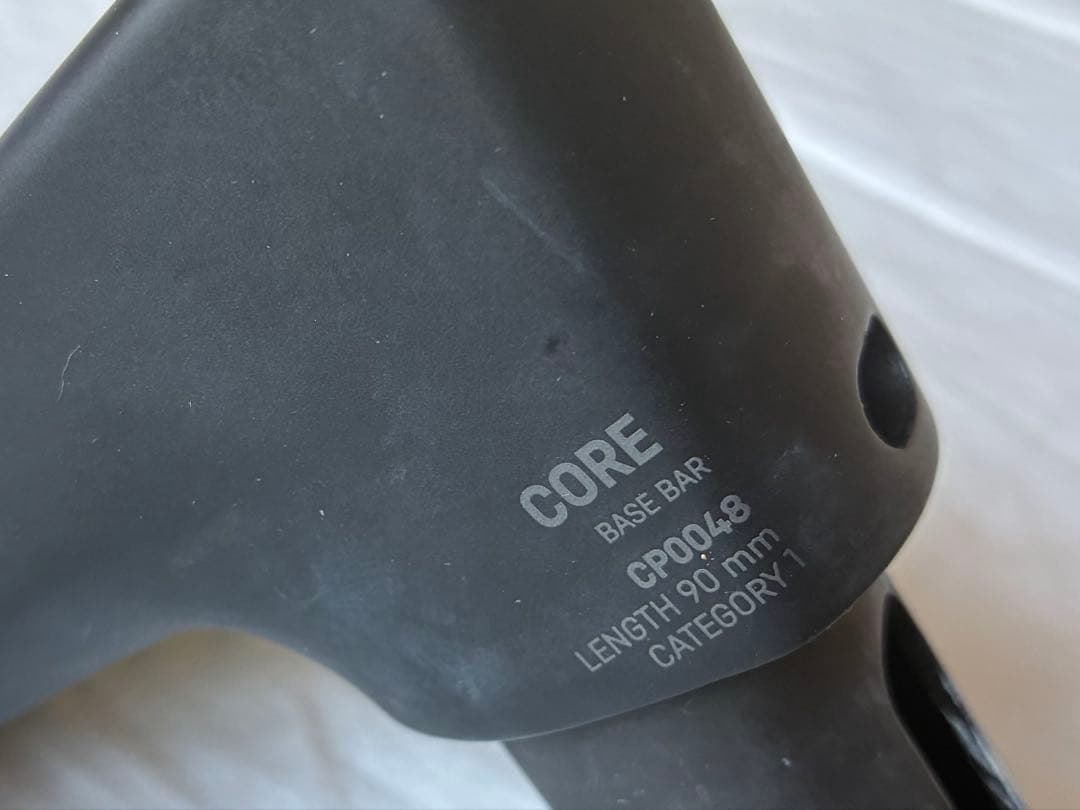 CORE
BASE BAR
CP0048
LENGTH 90 mm
CATEGORY 1